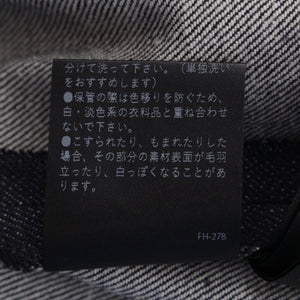 分けて洗って下さい。（単独洗い
をおすすめします）
●保管の際は色移りを防ぐため、
白・淡色系の衣料品と重ね合わせ
ないで下さい。
●こすられたり、もまれたりした
場合、その部分の素材表面が毛羽
立ったり、白っぽくなることがあ
ります。
FH-278